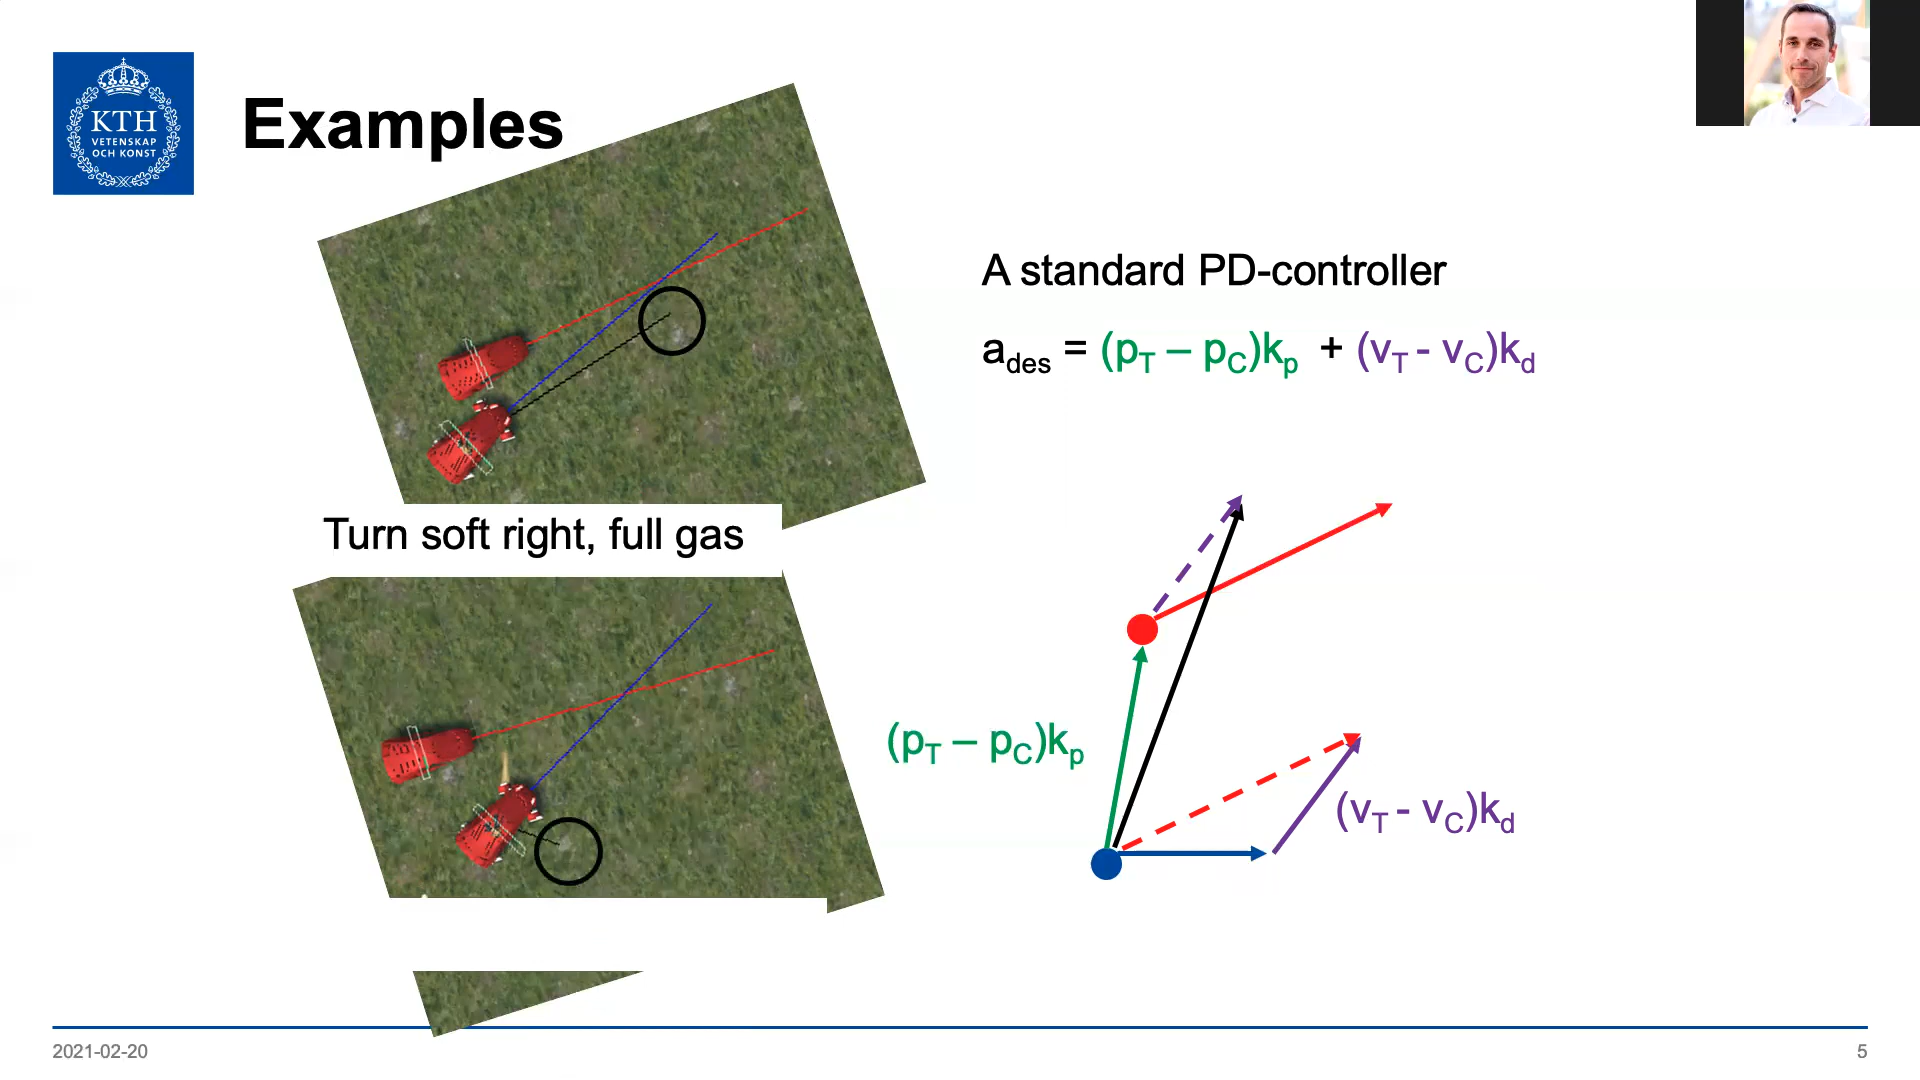 KTH
VETENSKAP
OCH KONST
Examples
A standard PD-controller
a_des = (p_T – p_C)k_p + (v_T - v_C)k_d
Turn soft right, full gas
(p_T – p_C)k_p
(v_T - v_C)k_d
2021-02-20
5